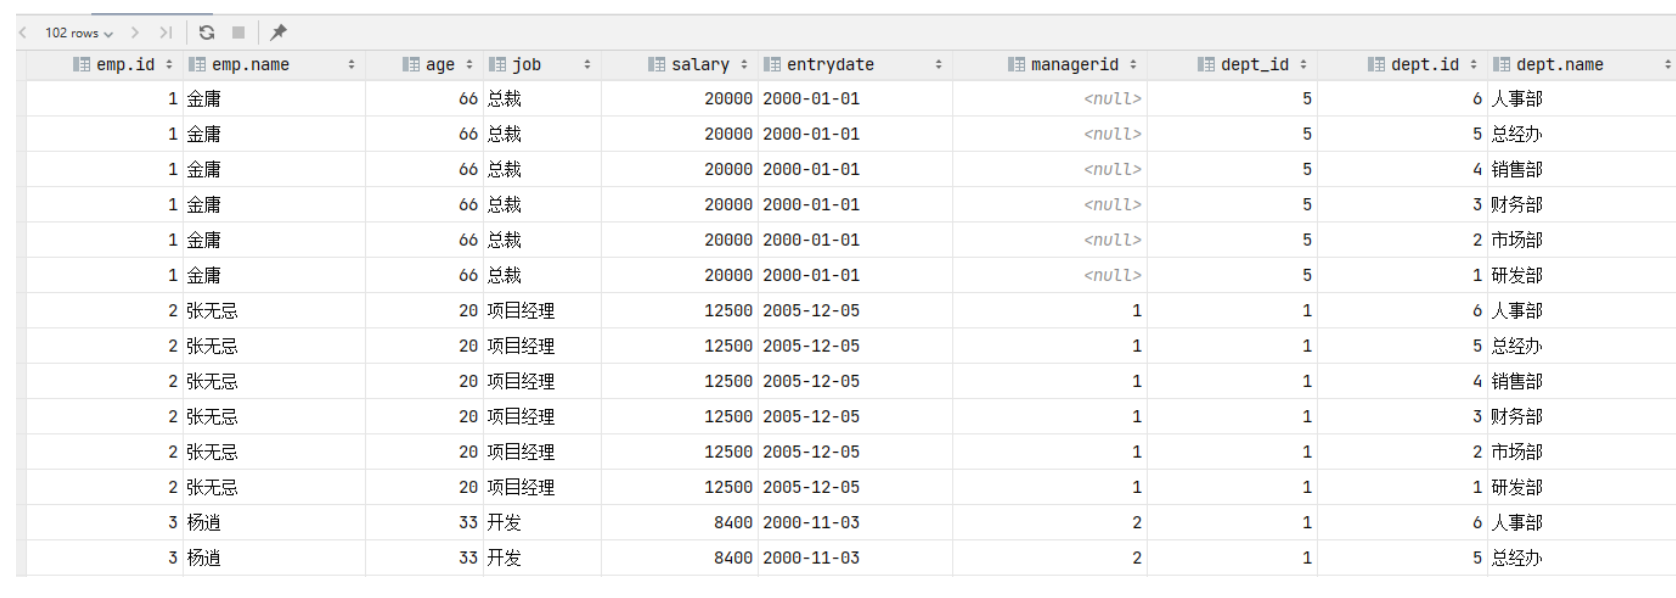 102 rows
emp.id emp.name age job salary entrydate managerid dept_id dept.id dept.name
1 金庸 66 总裁 20000 2000-01-01 <null> 5 6 人事部
1 金庸 66 总裁 20000 2000-01-01 <null> 5 5 总经办
1 金庸 66 总裁 20000 2000-01-01 <null> 5 4 销售部
1 金庸 66 总裁 20000 2000-01-01 <null> 5 3 财务部
1 金庸 66 总裁 20000 2000-01-01 <null> 5 2 市场部
1 金庸 66 总裁 20000 2000-01-01 <null> 5 1 研发部
2 张无忌 20 项目经理 12500 2005-12-05 1 1 6 人事部
2 张无忌 20 项目经理 12500 2005-12-05 1 1 5 总经办
2 张无忌 20 项目经理 12500 2005-12-05 1 1 4 销售部
2 张无忌 20 项目经理 12500 2005-12-05 1 1 3 财务部
2 张无忌 20 项目经理 12500 2005-12-05 1 1 2 市场部
2 张无忌 20 项目经理 12500 2005-12-05 1 1 1 研发部
3 杨逍 33 开发 8400 2000-11-03 2 1 6 人事部
3 杨逍 33 开发 8400 2000-11-03 2 1 5 总经办